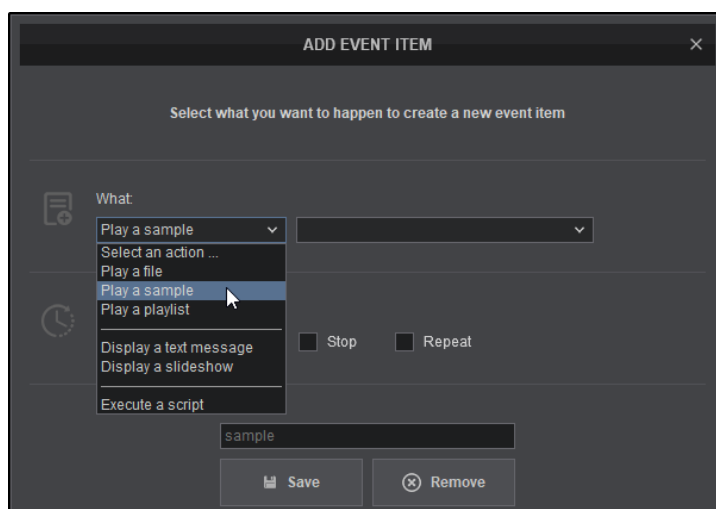 ADD EVENT ITEM
Select what you want to happen to create a new event item
What:
Play a sample
Select an action ...
Play a file
Play a sample
Play a playlist
Stop Repeat
Display a text message
Display a slideshow
Execute a script
sample
Save Remove